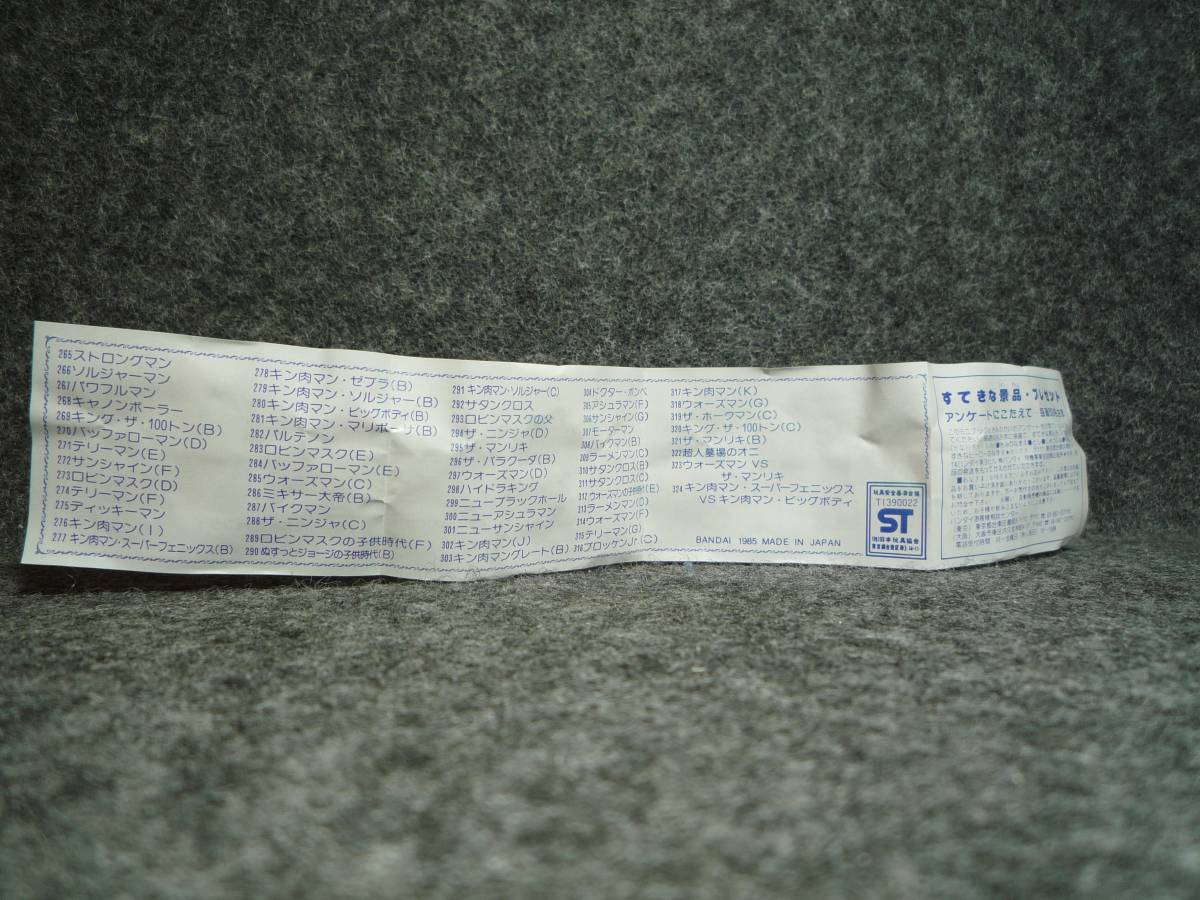 265ストロングマン
266ソルジャーマン
267パワフルマン
268キャノンボーラー
269キング・ザ・100トン(B)
270バッファローマン(D)
271テリーマン(E)
272サンシャイン(F)
273ロビンマスク(D)
274テリーマン(F)
275ティッキーマン
276キン肉マン(I)
277キン肉マン・スーパーフェニックス(B)
278キン肉マン・ゼブラ(B)
279キン肉マン・ソルジャー(B)
280キン肉マン・ビッグボディ(B)
281キン肉マン・マリポーサ(B)
282パルテノン
283ロビンマスク(E)
284バッファローマン(E)
285ウォーズマン(C)
286ミキサー大帝(B)
287バイクマン
288ザ・ニンジャ(C)
289ロビンマスクの子供時代(F)
290ぬすっとジョージの子供時代(B)
291キン肉マン・ソルジャー(C)
292サタンクロス
293ロビンマスクの父
294ザ・ニンジャ(D)
295ザ・マンリキ
296ザ・バラクーダ(B)
297ウォーズマン(D)
298ハイドラキング
299ニューブラックホール
300ニューアシュラマン
301ニューサンシャイン
302キン肉マン(J)
303キン肉マングレート(B)
304ドクター・ボンベ
305アシュラマン(F)
306サンシャイン(G)
307モーターマン
308バイクマン(B)
309ラーメンマン(C)
310サタンクロス(B)
311サタンクロス(C)
312ウォーズマンの子供時代(E)
313ラーメンマン(D)
314ウォーズマン(F)
315テリーマン(G)
316ブロッケンJr.(C)
317キン肉マン(K)
318ウォーズマン(G)
319ザ・ホークマン(C)
320キング・ザ・100トン(C)
321ザ・マンリキ(B)
322超人墓場のオニ
323ウォーズマン VS
ザ・マンリキ
324キン肉マン・スーパーフェニックス
VSキン肉マン・ビッグボディ
BANDAI 1985 MADE IN JAPAN
玩具安全基準合格
T1390022
ST
(社)日本玩具協会
すてきな景品・プレゼント
アンケートにこたえて